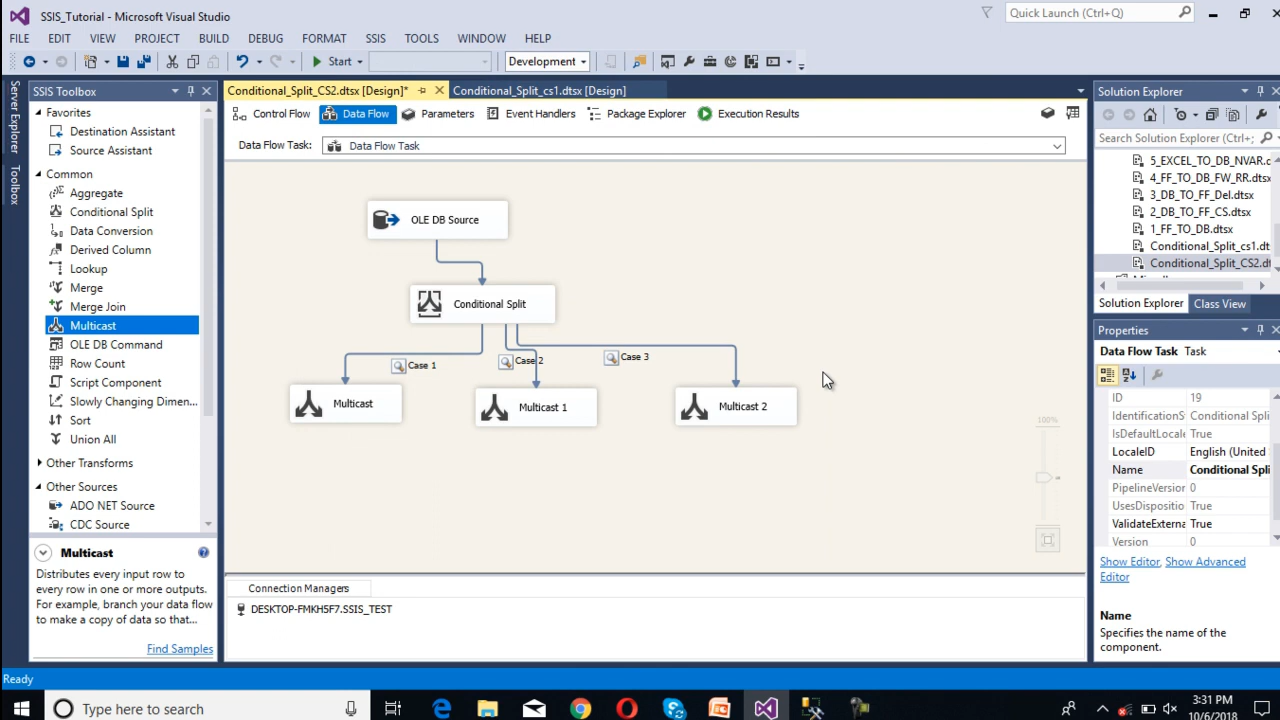 SSIS_Tutorial - Microsoft Visual Studio
Quick Launch (Ctrl+Q)
FILE EDIT VIEW PROJECT BUILD DEBUG FORMAT SSIS TOOLS WINDOW HELP
Start
Development
Server Explorer
Toolbox
SSIS Toolbox
Favorites
Destination Assistant
Source Assistant
Common
Aggregate
Conditional Split
Data Conversion
Derived Column
Lookup
Merge
Merge Join
Multicast
OLE DB Command
Row Count
Script Component
Slowly Changing Dimen...
Sort
Union All
Other Transforms
Other Sources
ADO NET Source
CDC Source
Multicast
Distributes every input row to
every row in one or more outputs.
For example, branch your data flow
to make a copy of data so that...
Find Samples
Conditional_Split_CS2.dtsx [Design]*
Conditional_Split_cs1.dtsx [Design]
Control Flow
Data Flow
Parameters
Event Handlers
Package Explorer
Execution Results
Data Flow Task:
Data Flow Task
OLE DB Source
Conditional Split
Case 1
Case 2
Case 3
Multicast
Multicast 1
Multicast 2
100%
Connection Managers
DESKTOP-FMKH5F7.SSIS_TEST
Solution Explorer
Search Solution Explorer (Ctrl+;
5_EXCEL_TO_DB_NVAR.d
4_FF_TO_DB_FW_RR.dtsx
3_DB_TO_FF_Del.dtsx
2_DB_TO_FF_CS.dtsx
1_FF_TO_DB.dtsx
Conditional_Split_cs1.dt
Conditional_Split_CS2.dt
Solution Explorer
Class View
Properties
Data Flow Task Task
ID 19
IdentificationS Conditional Spli
IsDefaultLocale True
LocaleID English (United
Name Conditional Spli
PipelineVersior 0
UsesDispositio True
ValidateExterna True
Version 0
Show Editor, Show Advanced
Editor
Name
Specifies the name of the
component.
Ready
Type here to search
3:31 PM
10/6/2018